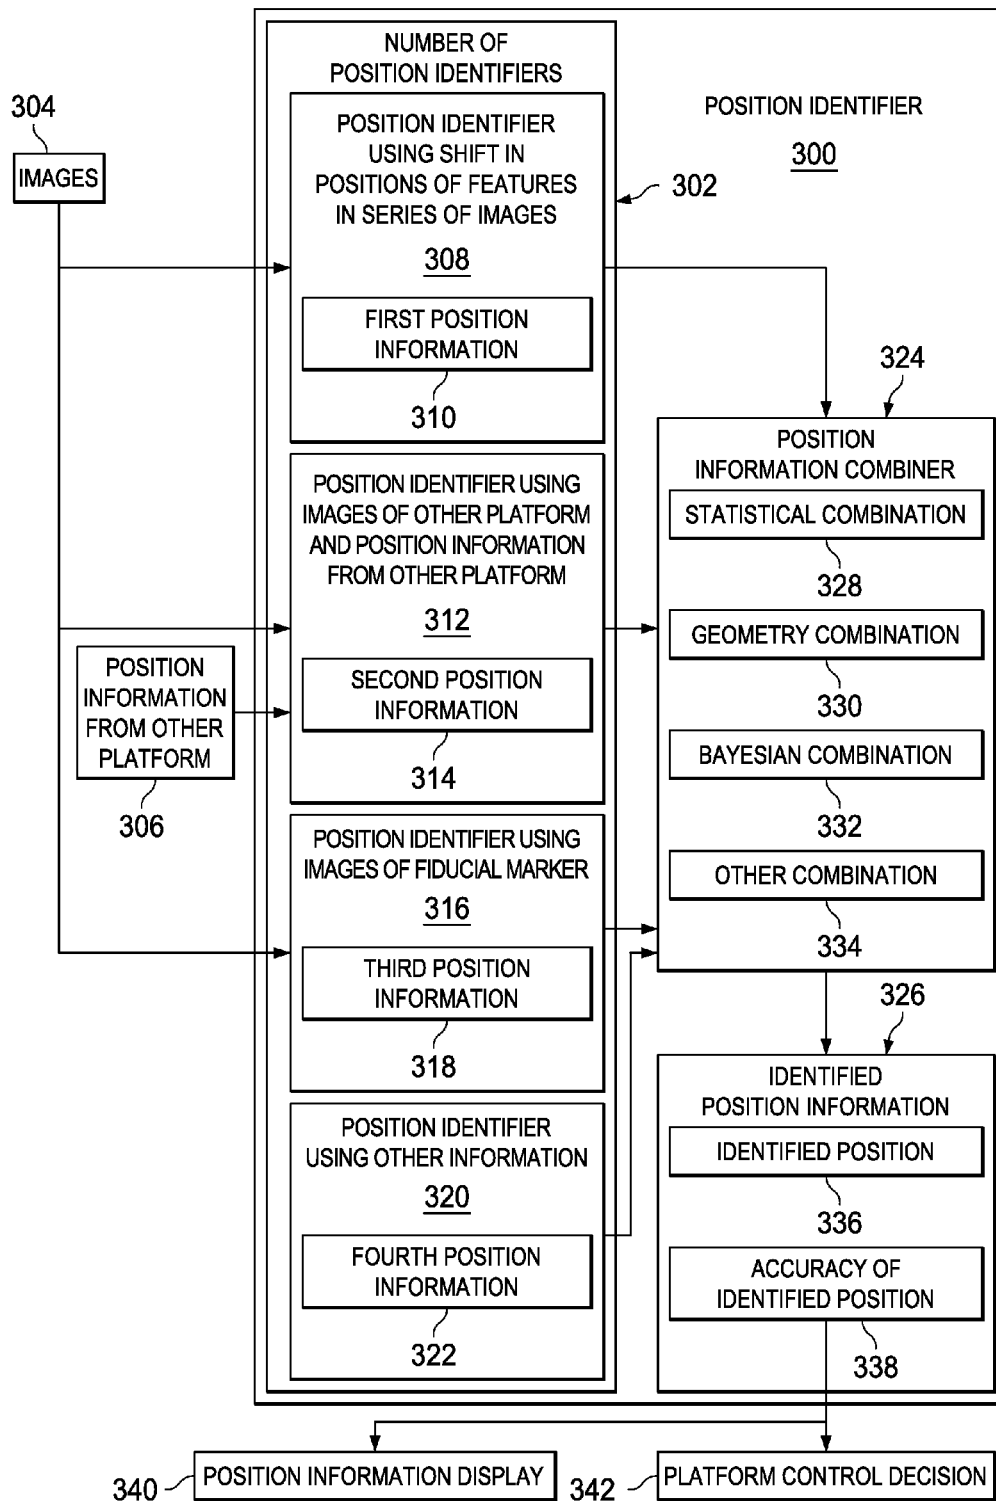 NUMBER OF
POSITION IDENTIFIERS
POSITION IDENTIFIER
300
304
IMAGES
302
POSITION IDENTIFIER
USING SHIFT IN
POSITIONS OF FEATURES
IN SERIES OF IMAGES
308
FIRST POSITION
INFORMATION
310
324
POSITION
INFORMATION COMBINER
STATISTICAL COMBINATION
328
GEOMETRY COMBINATION
330
BAYESIAN COMBINATION
332
OTHER COMBINATION
334
POSITION IDENTIFIER USING
IMAGES OF OTHER PLATFORM
AND POSITION INFORMATION
FROM OTHER PLATFORM
312
SECOND POSITION
INFORMATION
314
POSITION
INFORMATION
FROM OTHER
PLATFORM
306
POSITION IDENTIFIER USING
IMAGES OF FIDUCIAL MARKER
316
THIRD POSITION
INFORMATION
318
326
IDENTIFIED
POSITION INFORMATION
IDENTIFIED POSITION
336
ACCURACY OF
IDENTIFIED POSITION
338
POSITION IDENTIFIER
USING OTHER INFORMATION
320
FOURTH POSITION
INFORMATION
322
340
POSITION INFORMATION DISPLAY
342
PLATFORM CONTROL DECISION